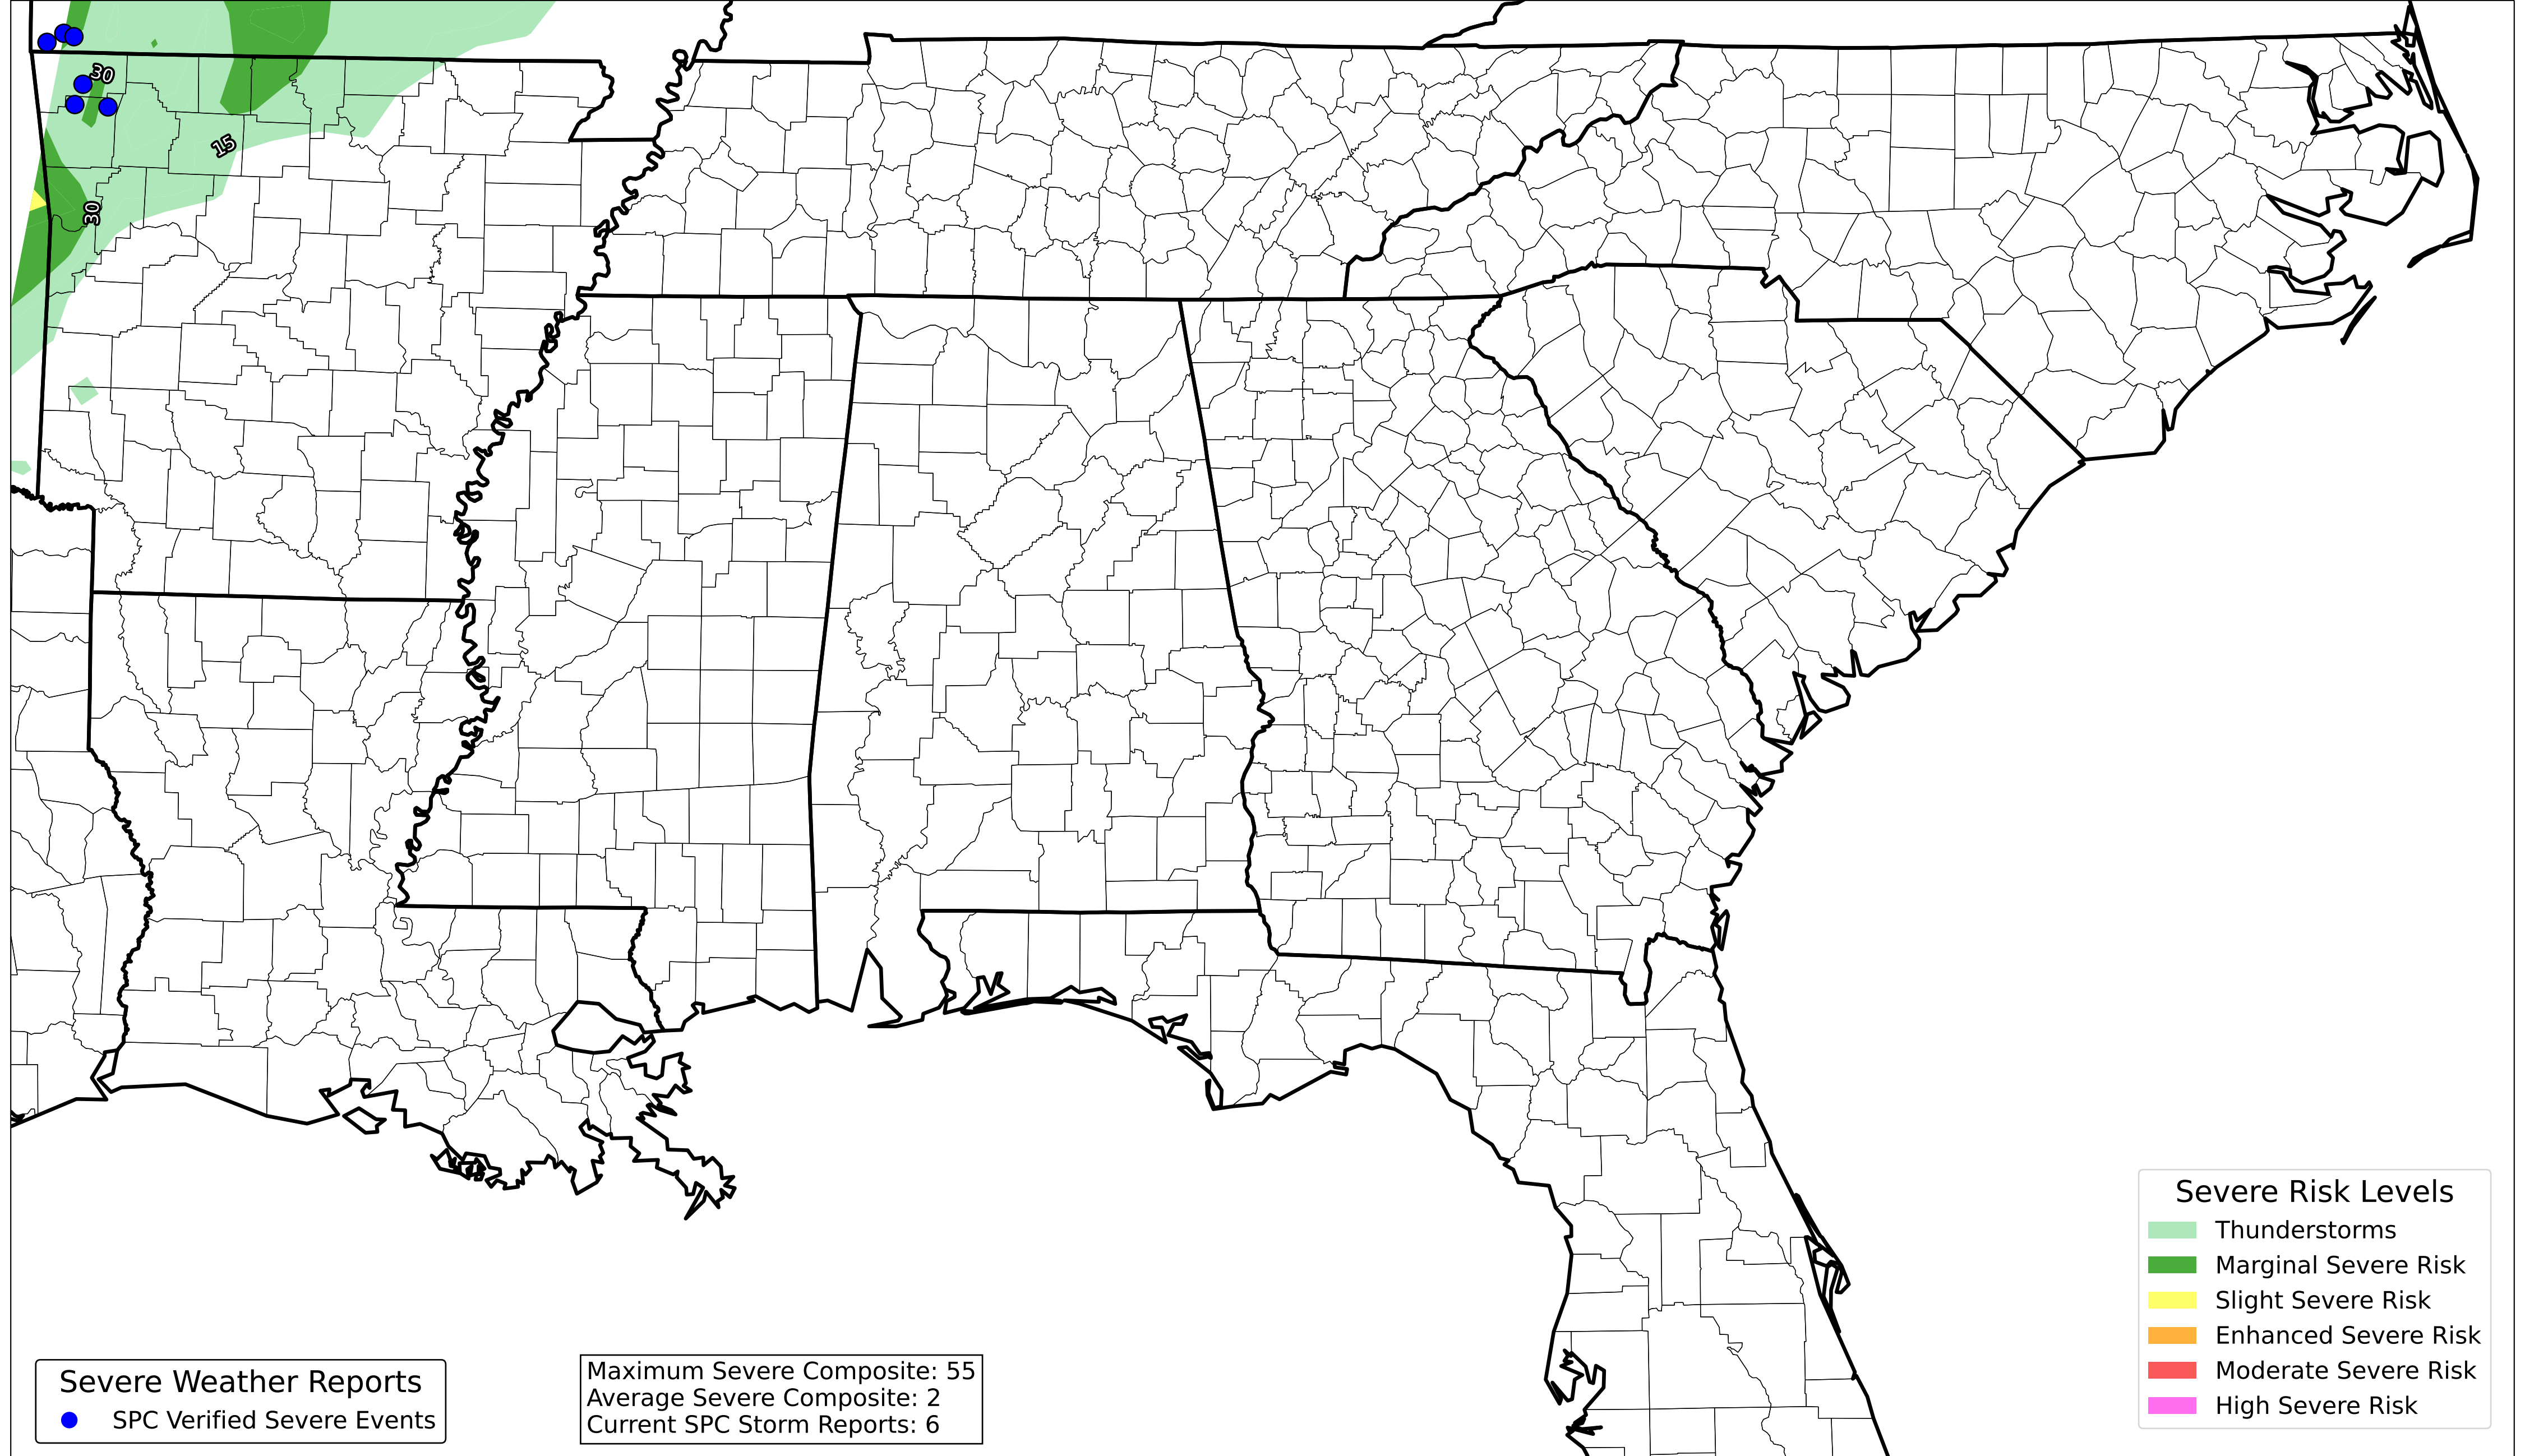 30
15
30
Severe Weather Reports
SPC Verified Severe Events
Maximum Severe Composite: 55
Average Severe Composite: 2
Current SPC Storm Reports: 6
Severe Risk Levels
Thunderstorms
Marginal Severe Risk
Slight Severe Risk
Enhanced Severe Risk
Moderate Severe Risk
High Severe Risk